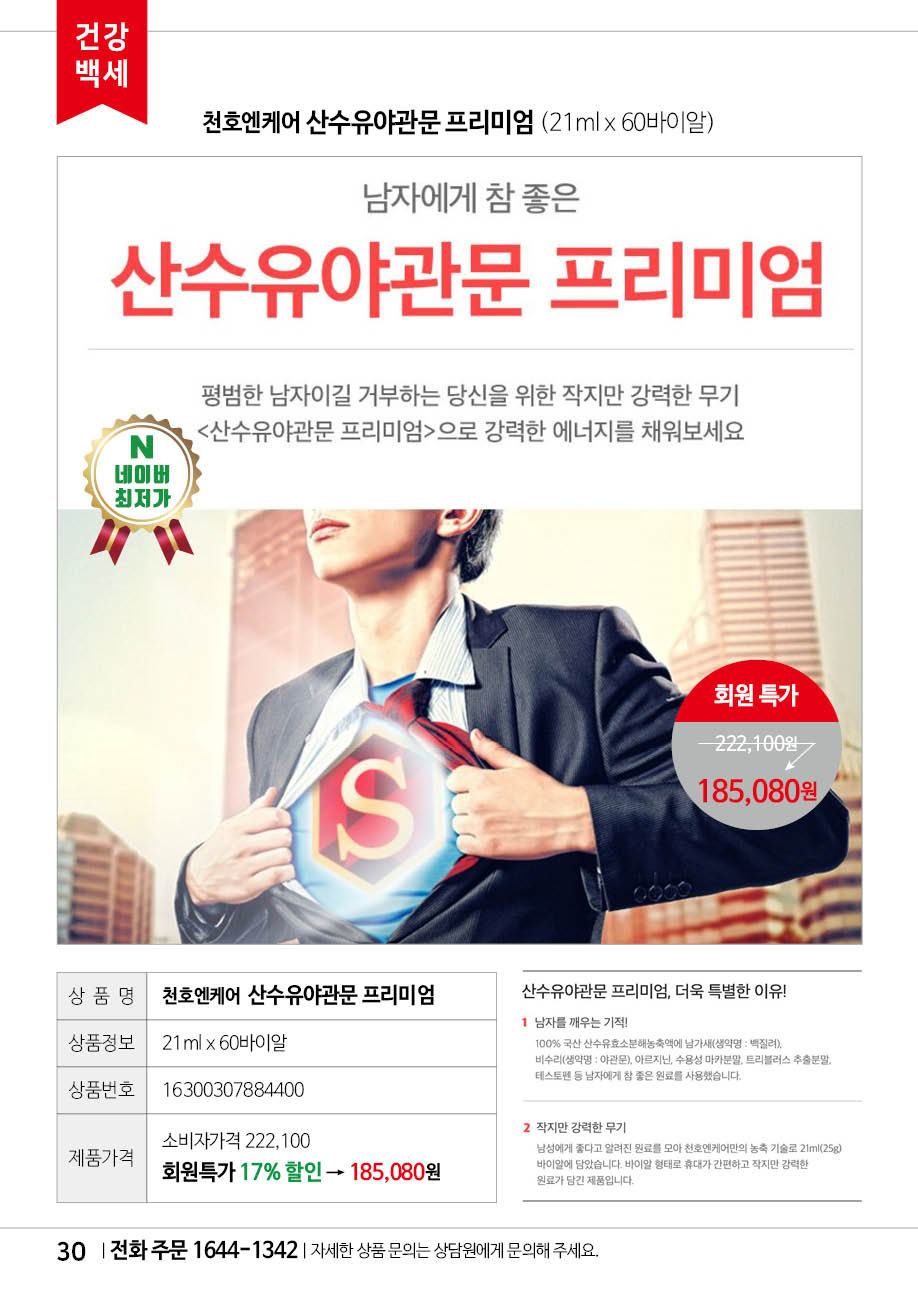 건강
백세
천호엔케어 산수유야관문 프리미엄 (21ml x 60바이알)
남자에게 참 좋은
산수유야관문 프리미엄
평범한 남자이길 거부하는 당신을 위한 작지만 강력한 무기
<산수유야관문 프리미엄>으로 강력한 에너지를 채워보세요
N
네이버
최저가
S
회원 특가
222,100원
185,080원
상 품 명 천호엔케어 산수유야관문 프리미엄
상품정보 21ml x 60바이알
상품번호 16300307884400
제품가격 소비자가격 222,100
회원특가 17% 할인 → 185,080원
산수유야관문 프리미엄, 더욱 특별한 이유!
1 남자를 깨우는 기적!
100% 국산 산수유효소분해농축액에 남가새(생약명 : 백질려),
비수리(생약명 : 야관문), 아르지닌, 수용성 마카분말, 트리블러스 추출분말,
테스토펜 등 남자에게 참 좋은 원료를 사용했습니다.
2 작지만 강력한 무기
남성에게 좋다고 알려진 원료를 모아 천호엔케어만의 농축 기술로 21ml(25g)
바이알에 담았습니다. 바이알 형태로 휴대가 간편하고 작지만 강력한
원료가 담긴 제품입니다.
30 | 전화 주문 1644-1342 | 자세한 상품 문의는 상담원에게 문의해 주세요.